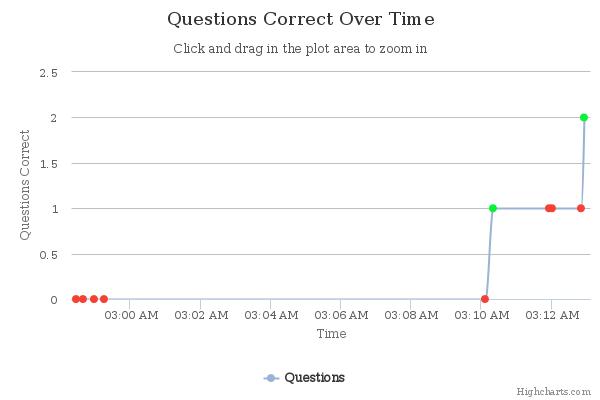 Questions Correct Over Time
Click and drag in the plot area to zoom in
Questions Correct
2.5
2
1.5
1
0.5
0
03:00 AM 03:02 AM 03:04 AM 03:06 AM 03:08 AM 03:10 AM 03:12 AM
Time
Questions
Highcharts.com